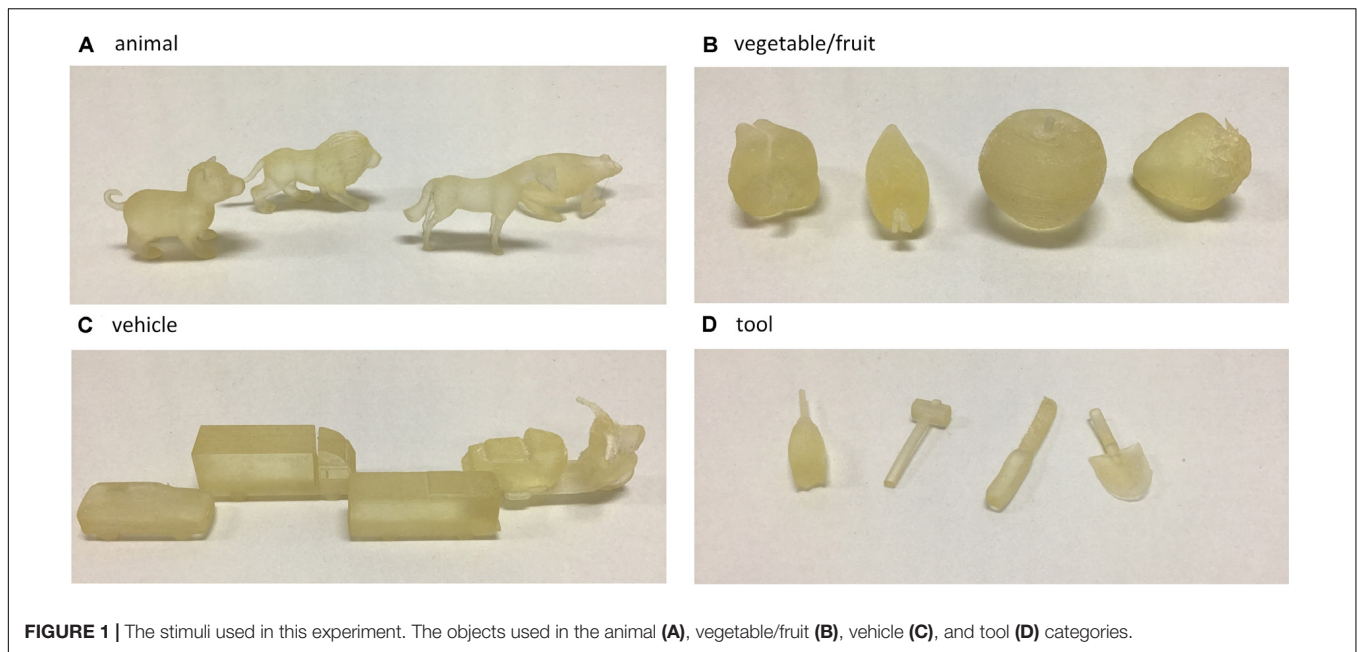 A animal
B vegetable/fruit
C vehicle
D tool
FIGURE 1 | The stimuli used in this experiment. The objects used in the animal (A), vegetable/fruit (B), vehicle (C), and tool (D) categories.